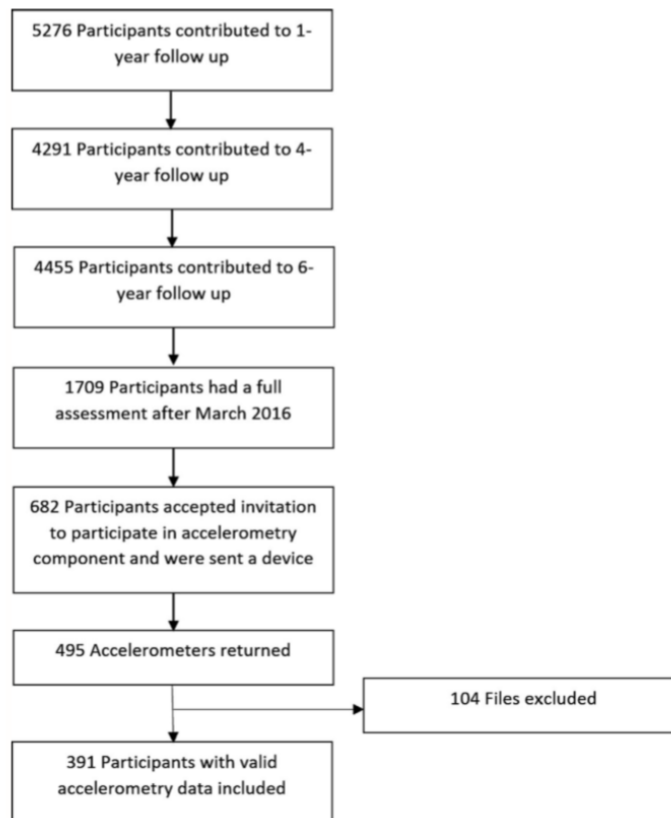 5276 Participants contributed to 1-
year follow up
4291 Participants contributed to 4-
year follow up
4455 Participants contributed to 6-
year follow up
1709 Participants had a full
assessment after March 2016
682 Participants accepted invitation
to participate in accelerometry
component and were sent a device
495 Accelerometers returned
104 Files excluded
391 Participants with valid
accelerometry data included